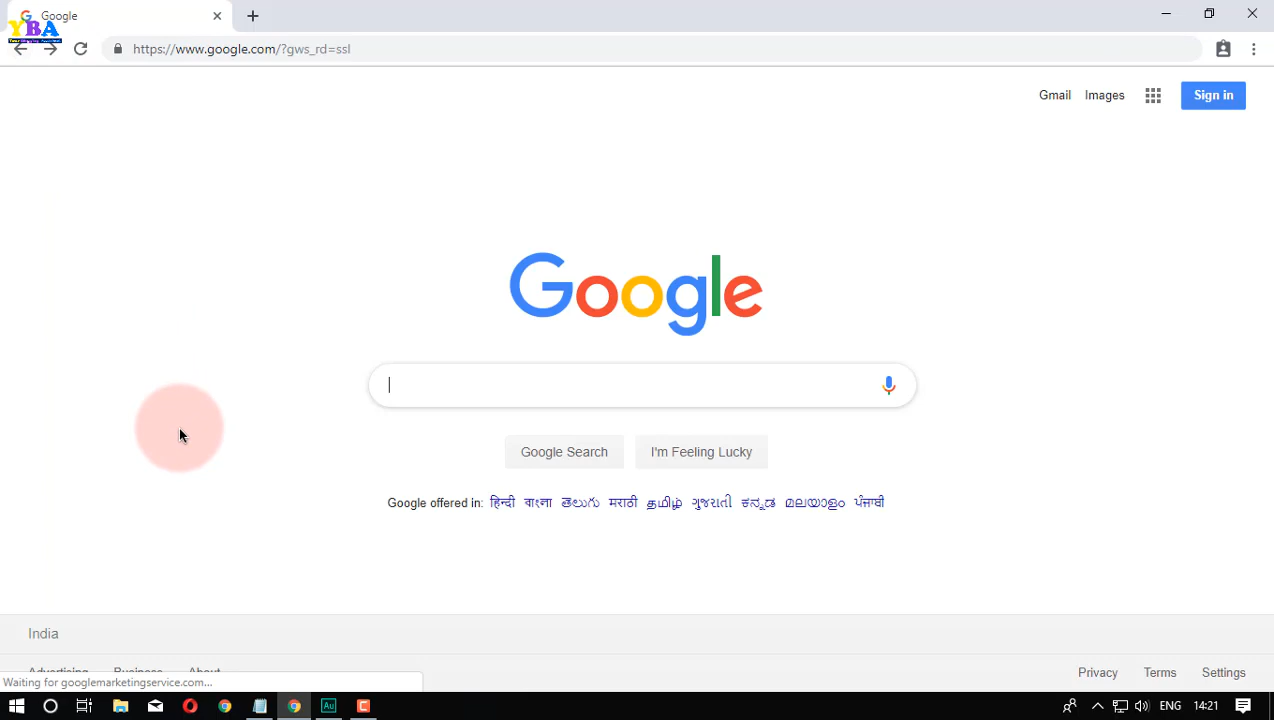 Google
YBA
https://www.google.com/?gws_rd=ssl
Gmail Images Sign in
Google
Google Search I'm Feeling Lucky
Google offered in: हिन्दी বাংলা తెలుగు मराठी தமிழ் ગુજરાતી ಕನ್ನಡ മലയാളം ਪੰਜਾਬੀ
India
Advertising Business About Privacy Terms Settings
Waiting for googlemarketingservice.com...
Au C ENG 14:21